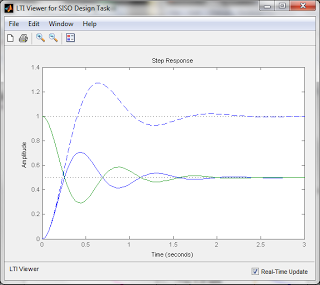 LTI Viewer for SISO Design Task
File Edit Window Help
Step Response
Amplitude
1.4
1.2
1
0.8
0.6
0.4
0.2
0
0 0.5 1 1.5 2 2.5 3
Time (seconds)
LTI Viewer
Real-Time Update